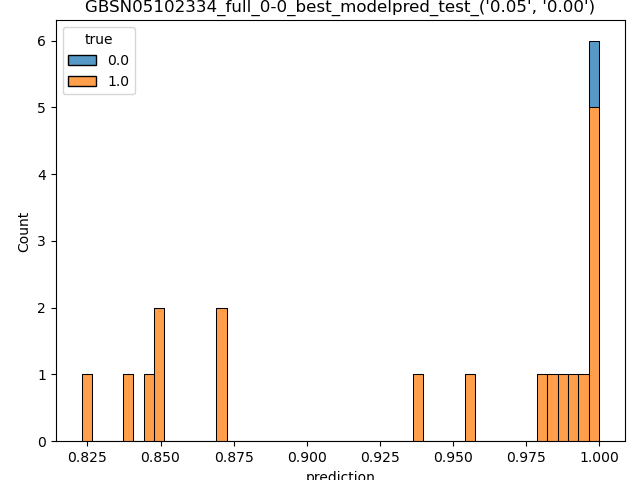 GBSN05102334_full_0-0_best_modelpred_test_('0.05', '0.00')
true
0.0
1.0
Count
6
5
4
3
2
1
0
0.825 0.850 0.875 0.900 0.925 0.950 0.975 1.000
prediction